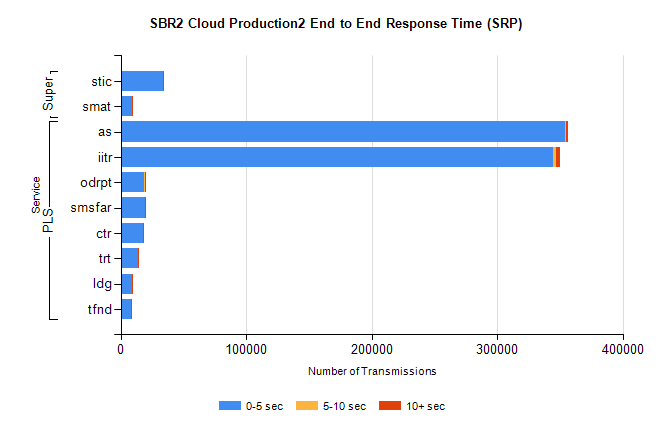 SBR2 Cloud Production2 End to End Response Time (SRP)
Super
stic
smat
Service
PLS
as
iitr
odrpt
smsfar
ctr
trt
ldg
tfnd
0 100000 200000 300000 400000
Number of Transmissions
0-5 sec 5-10 sec 10+ sec